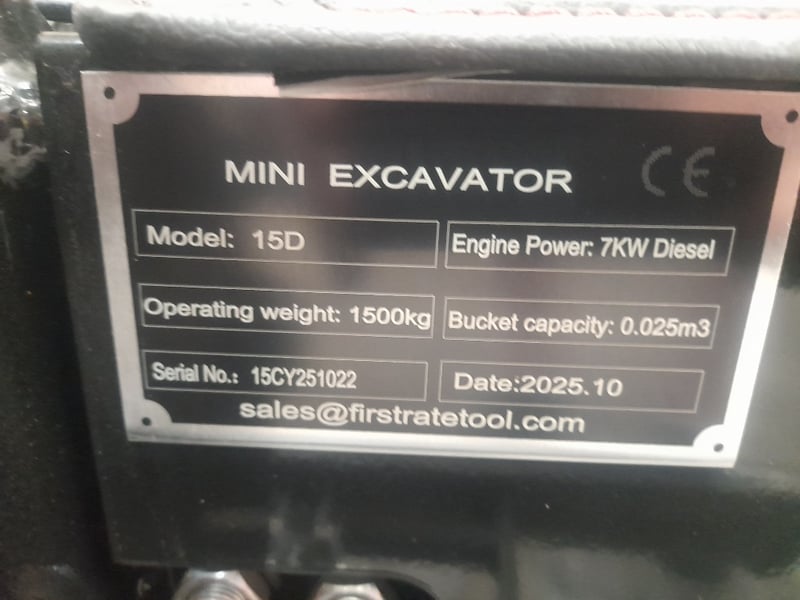 MINI EXCAVATOR CE
Model: 15D
Engine Power: 7KW Diesel
Operating weight: 1500kg
Bucket capacity: 0.025m3
Serial No.: 15CY251022
Date:2025.10
sales@firstratetool.com